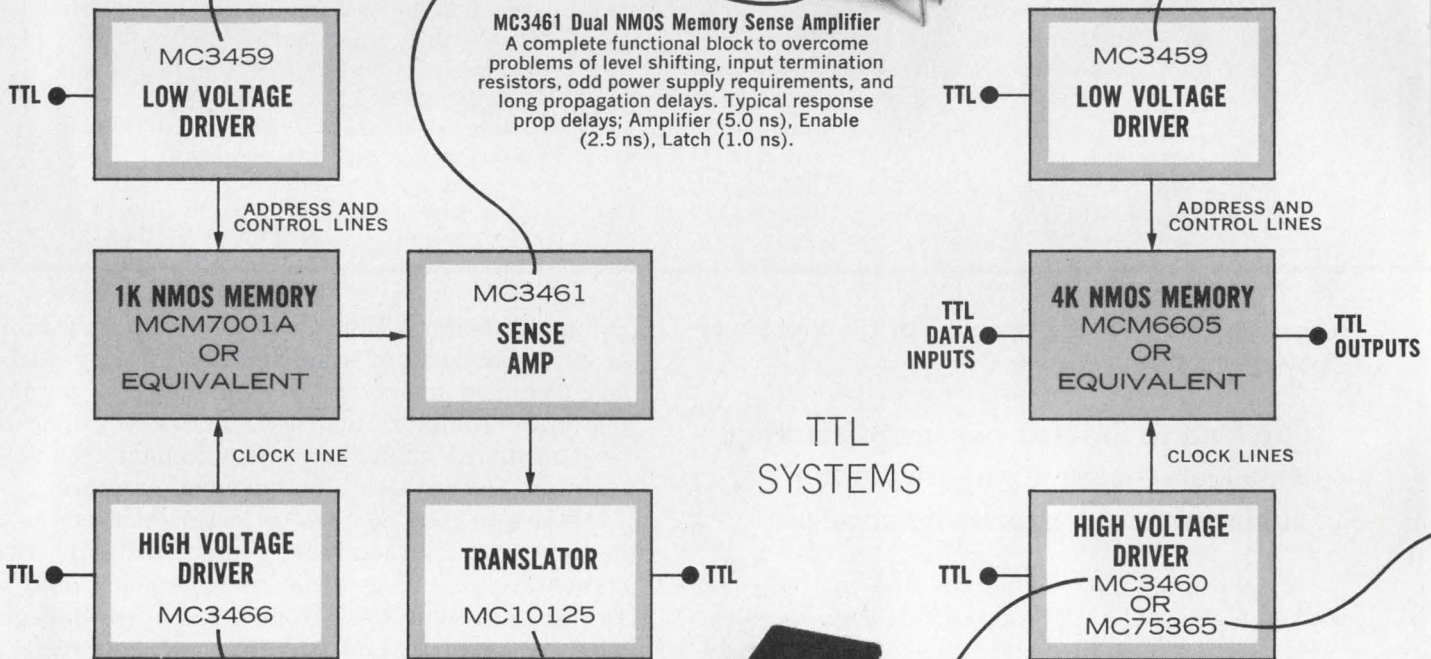 MC3461 Dual NMOS Memory Sense Amplifier
A complete functional block to overcome
problems of level shifting, input termination
resistors, odd power supply requirements, and
long propagation delays. Typical response
prop delays; Amplifier (5.0 ns), Enable
(2.5 ns), Latch (1.0 ns).
TTL
MC3459
LOW VOLTAGE
DRIVER
ADDRESS AND
CONTROL LINES
1K NMOS MEMORY
MCM7001A
OR
EQUIVALENT
MC3461
SENSE
AMP
CLOCK LINE
TTL
HIGH VOLTAGE
DRIVER
MC3466
TRANSLATOR
MC10125
TTL
TTL
SYSTEMS
TTL
MC3459
LOW VOLTAGE
DRIVER
ADDRESS AND
CONTROL LINES
TTL
DATA
INPUTS
4K NMOS MEMORY
MCM6605
OR
EQUIVALENT
TTL
OUTPUTS
CLOCK LINES
TTL
HIGH VOLTAGE
DRIVER
MC3460
OR
MC75365